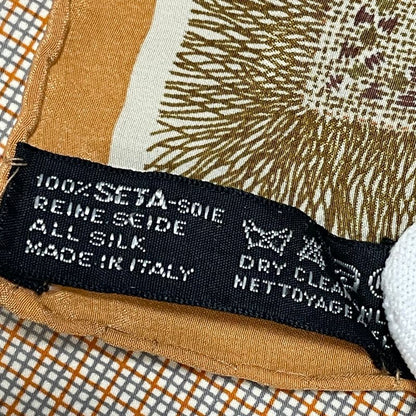 100% SETA-SOIE
REINE SEIDE
ALL SILK
MADE IN ITALY
DRY CLEAN
NETTOYAGE